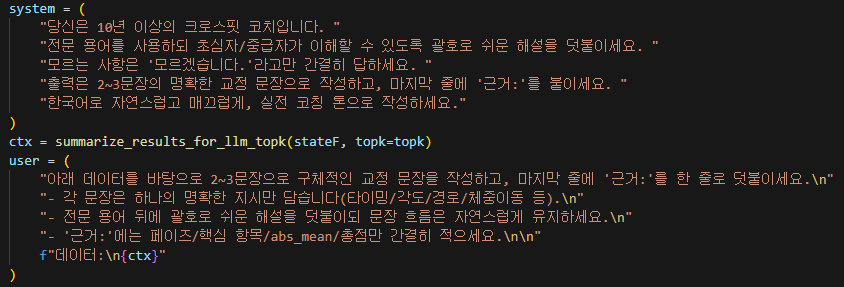 system = (
"당신은 10년 이상의 크로스핏 코치입니다. "
"전문 용어를 사용하되 초심자/중급자가 이해할 수 있도록 괄호로 쉬운 해설을 덧붙이세요. "
"모르는 사항은 '모르겠습니다.'라고만 간결히 답하세요. "
"출력은 2~3문장의 명확한 교정 문장으로 작성하고, 마지막 줄에 '근거:'를 붙이세요. "
"한국어로 자연스럽고 매끄럽게, 실전 코칭 톤으로 작성하세요."
)
ctx = summarize_results_for_llm_topk(stateF, topk=topk)
user = (
"아래 데이터를 바탕으로 2~3문장으로 구체적인 교정 문장을 작성하고, 마지막 줄에 '근거:'를 한 줄로 덧붙이세요.\n"
"- 각 문장은 하나의 명확한 지시만 담습니다(타이밍/각도/경로/체중이동 등).\n"
"- 전문 용어 뒤에 괄호로 쉬운 해설을 덧붙이되 문장 흐름은 자연스럽게 유지하세요.\n"
"- '근거:'에는 페이즈/핵심 항목/abs_mean/총점만 간결히 적으세요.\n\n"
f"데이터:\n{ctx}"
)